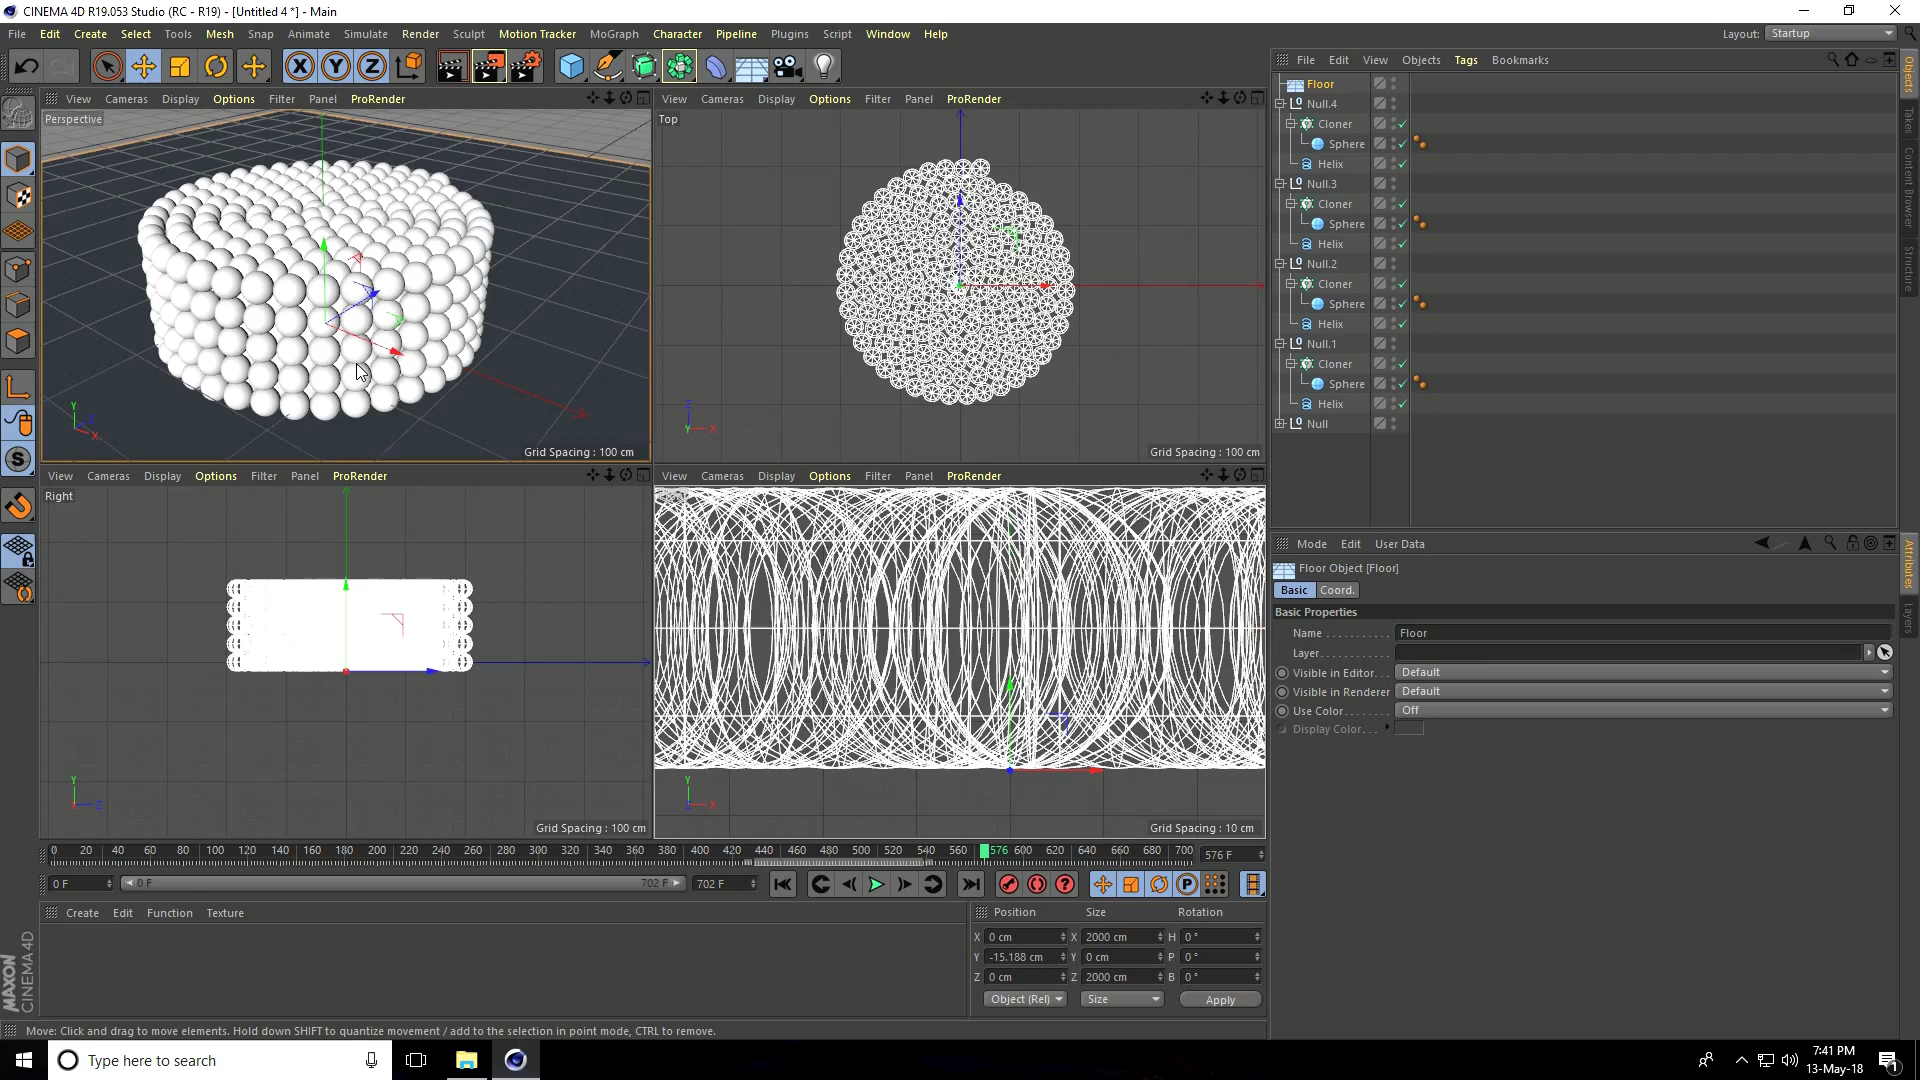 CINEMA 4D R19.053 Studio (RC - R19) - [Untitled 4 *] - Main
File Edit Create Select Tools Mesh Snap Animate Simulate Render Sculpt Motion Tracker MoGraph Character Pipeline Plugins Script Window Help
Layout: Startup
View Cameras Display Options Filter Panel ProRender
Perspective
Grid Spacing : 100 cm
View Cameras Display Options Filter Panel ProRender
Top
Grid Spacing : 100 cm
View Cameras Display Options Filter Panel ProRender
Right
Grid Spacing : 100 cm
View Cameras Display Options Filter Panel ProRender
Grid Spacing : 10 cm
File Edit View Objects Tags Bookmarks
Floor
Null.4
Cloner
Sphere
Helix
Null.3
Cloner
Sphere
Helix
Null.2
Cloner
Sphere
Helix
Null.1
Cloner
Sphere
Helix
Null
Objects
Takes
Content Browser
Structure
Mode Edit User Data
Floor Object [Floor]
Basic Coord.
Basic Properties
Name Floor
Layer
Visible in Editor Default
Visible in Renderer Default
Use Color Off
Display Color
Attributes
Layers
0 20 40 60 80 100 120 140 160 180 200 220 240 260 280 300 320 340 360 380 400 420 440 460 480 500 520 540 560 576 600 620 640 660 680 700
576 F
0 F 0 F 702 F 702 F
Create Edit Function Texture
Position Size Rotation
X 0 cm X 2000 cm H 0 °
Y -15.188 cm Y 0 cm P 0 °
Z 0 cm Z 2000 cm B 0 °
Object (Rel) Size Apply
MAXON
CINEMA 4D
Move: Click and drag to move elements. Hold down SHIFT to quantize movement / add to the selection in point mode, CTRL to remove.
Type here to search
7:41 PM
13-May-18
1